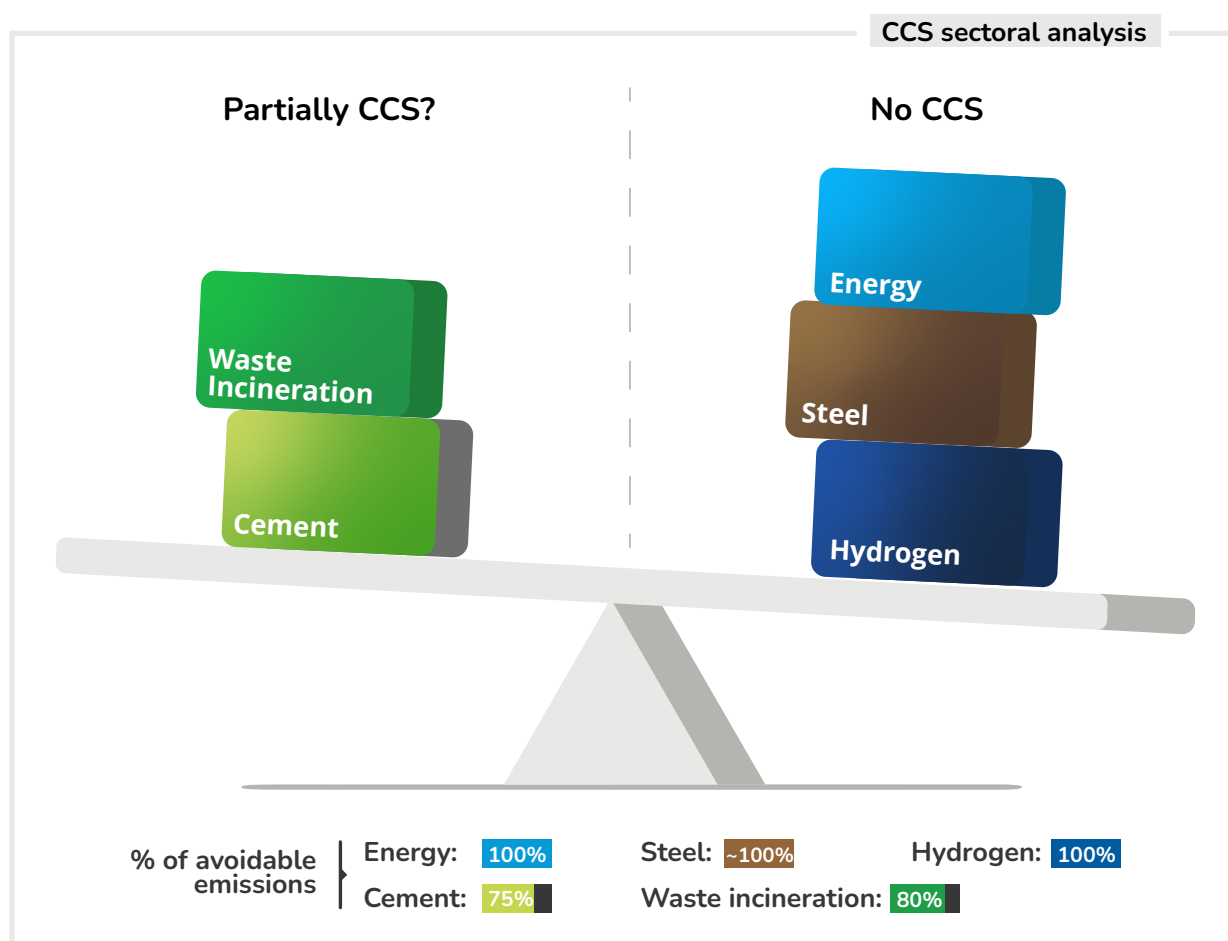 CCS sectoral analysis
Partially CCS?
No CCS
Waste
Incineration
Cement
Energy
Steel
Hydrogen
% of avoidable
emissions
Energy: 100%
Steel: ~100%
Hydrogen: 100%
Cement: 75%
Waste incineration: 80%